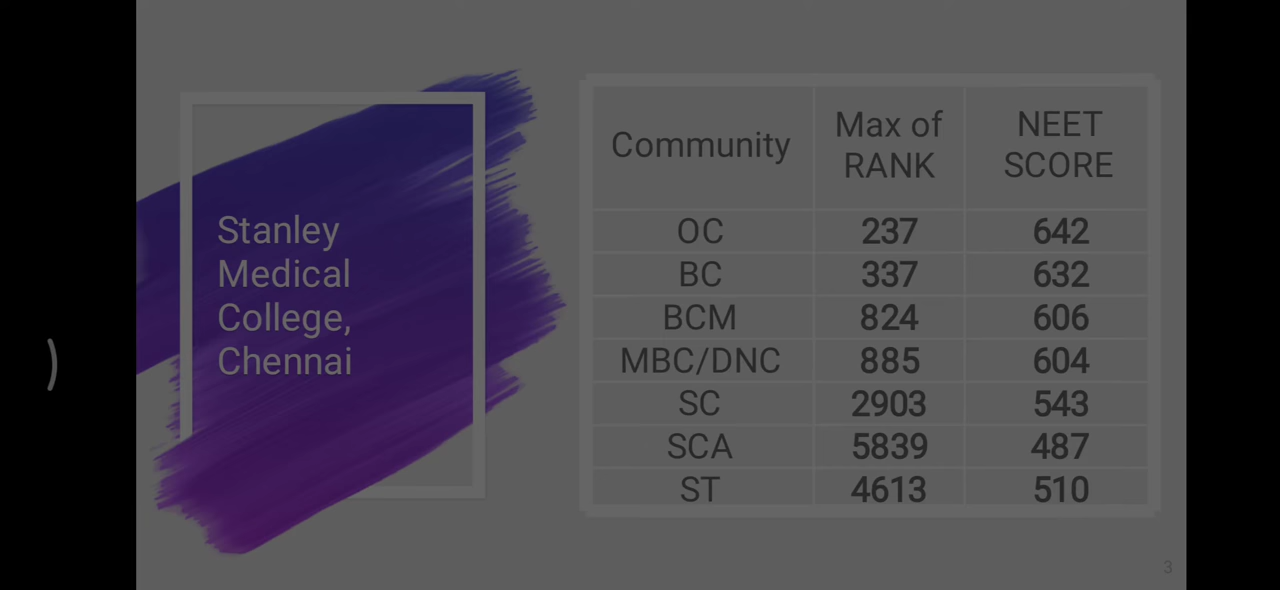 Stanley
Medical
College,
Chennai
Community Max of RANK NEET SCORE
OC 237 642
BC 337 632
BCM 824 606
MBC/DNC 885 604
SC 2903 543
SCA 5839 487
ST 4613 510
3